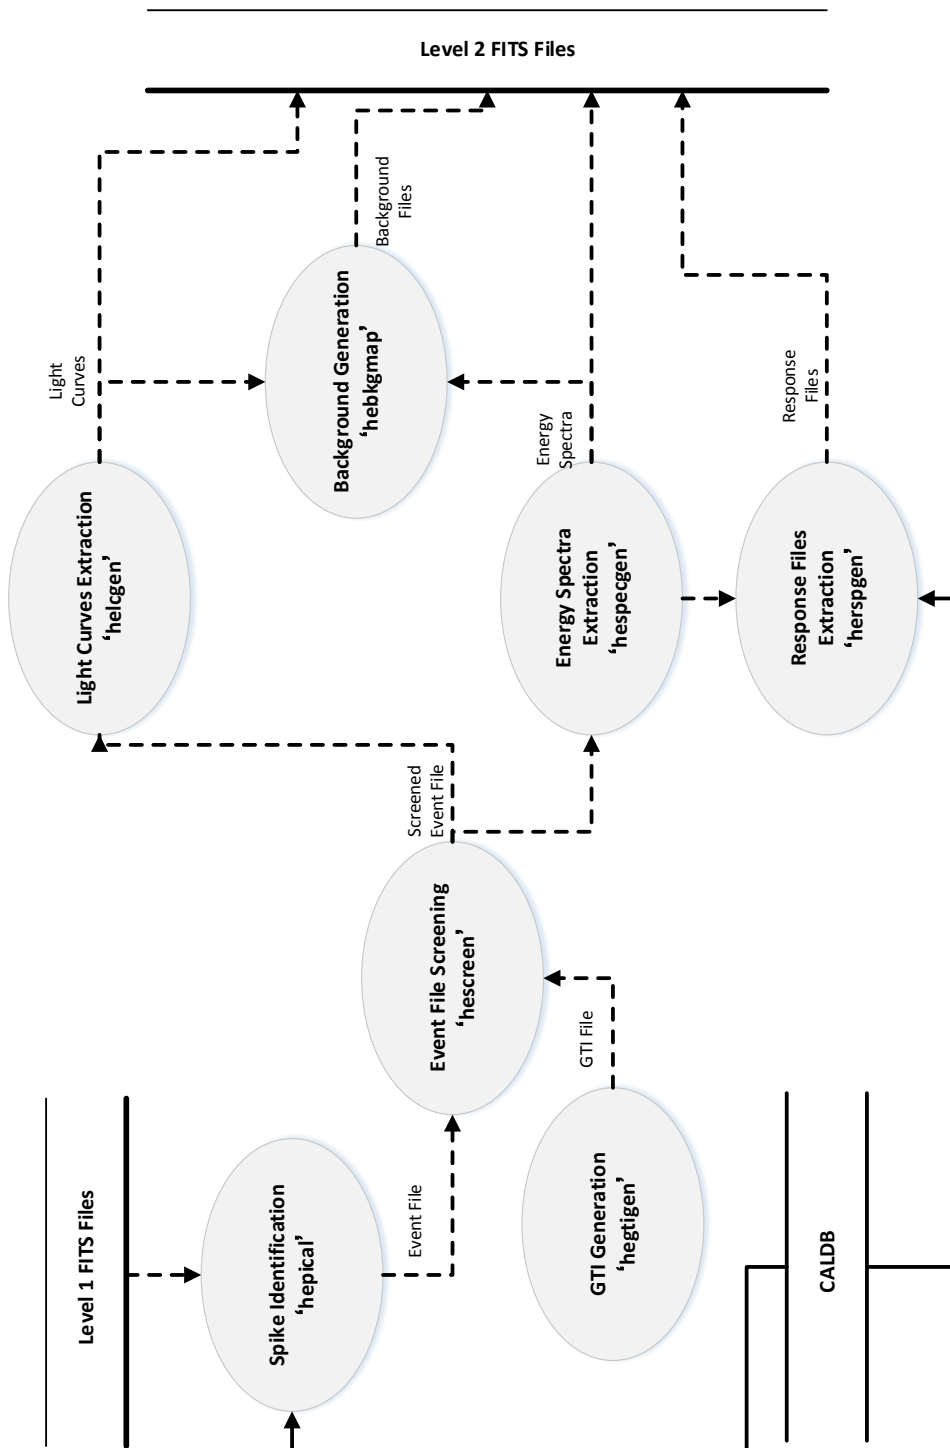 Level 1 FITS Files
Spike Identification
‘hepical’
Event File
GTI Generation
‘hegtigen’
GTI File
CALDB
Event File Screening
‘hescreen’
Screened
Event File
Light Curves Extraction
‘helcgen’
Light
Curves
Energy Spectra
Extraction
‘hespecgen’
Energy
Spectra
Response Files
Extraction
‘herspgen’
Response
Files
Background Generation
‘hebkgmap’
Background
Files
Level 2 FITS Files